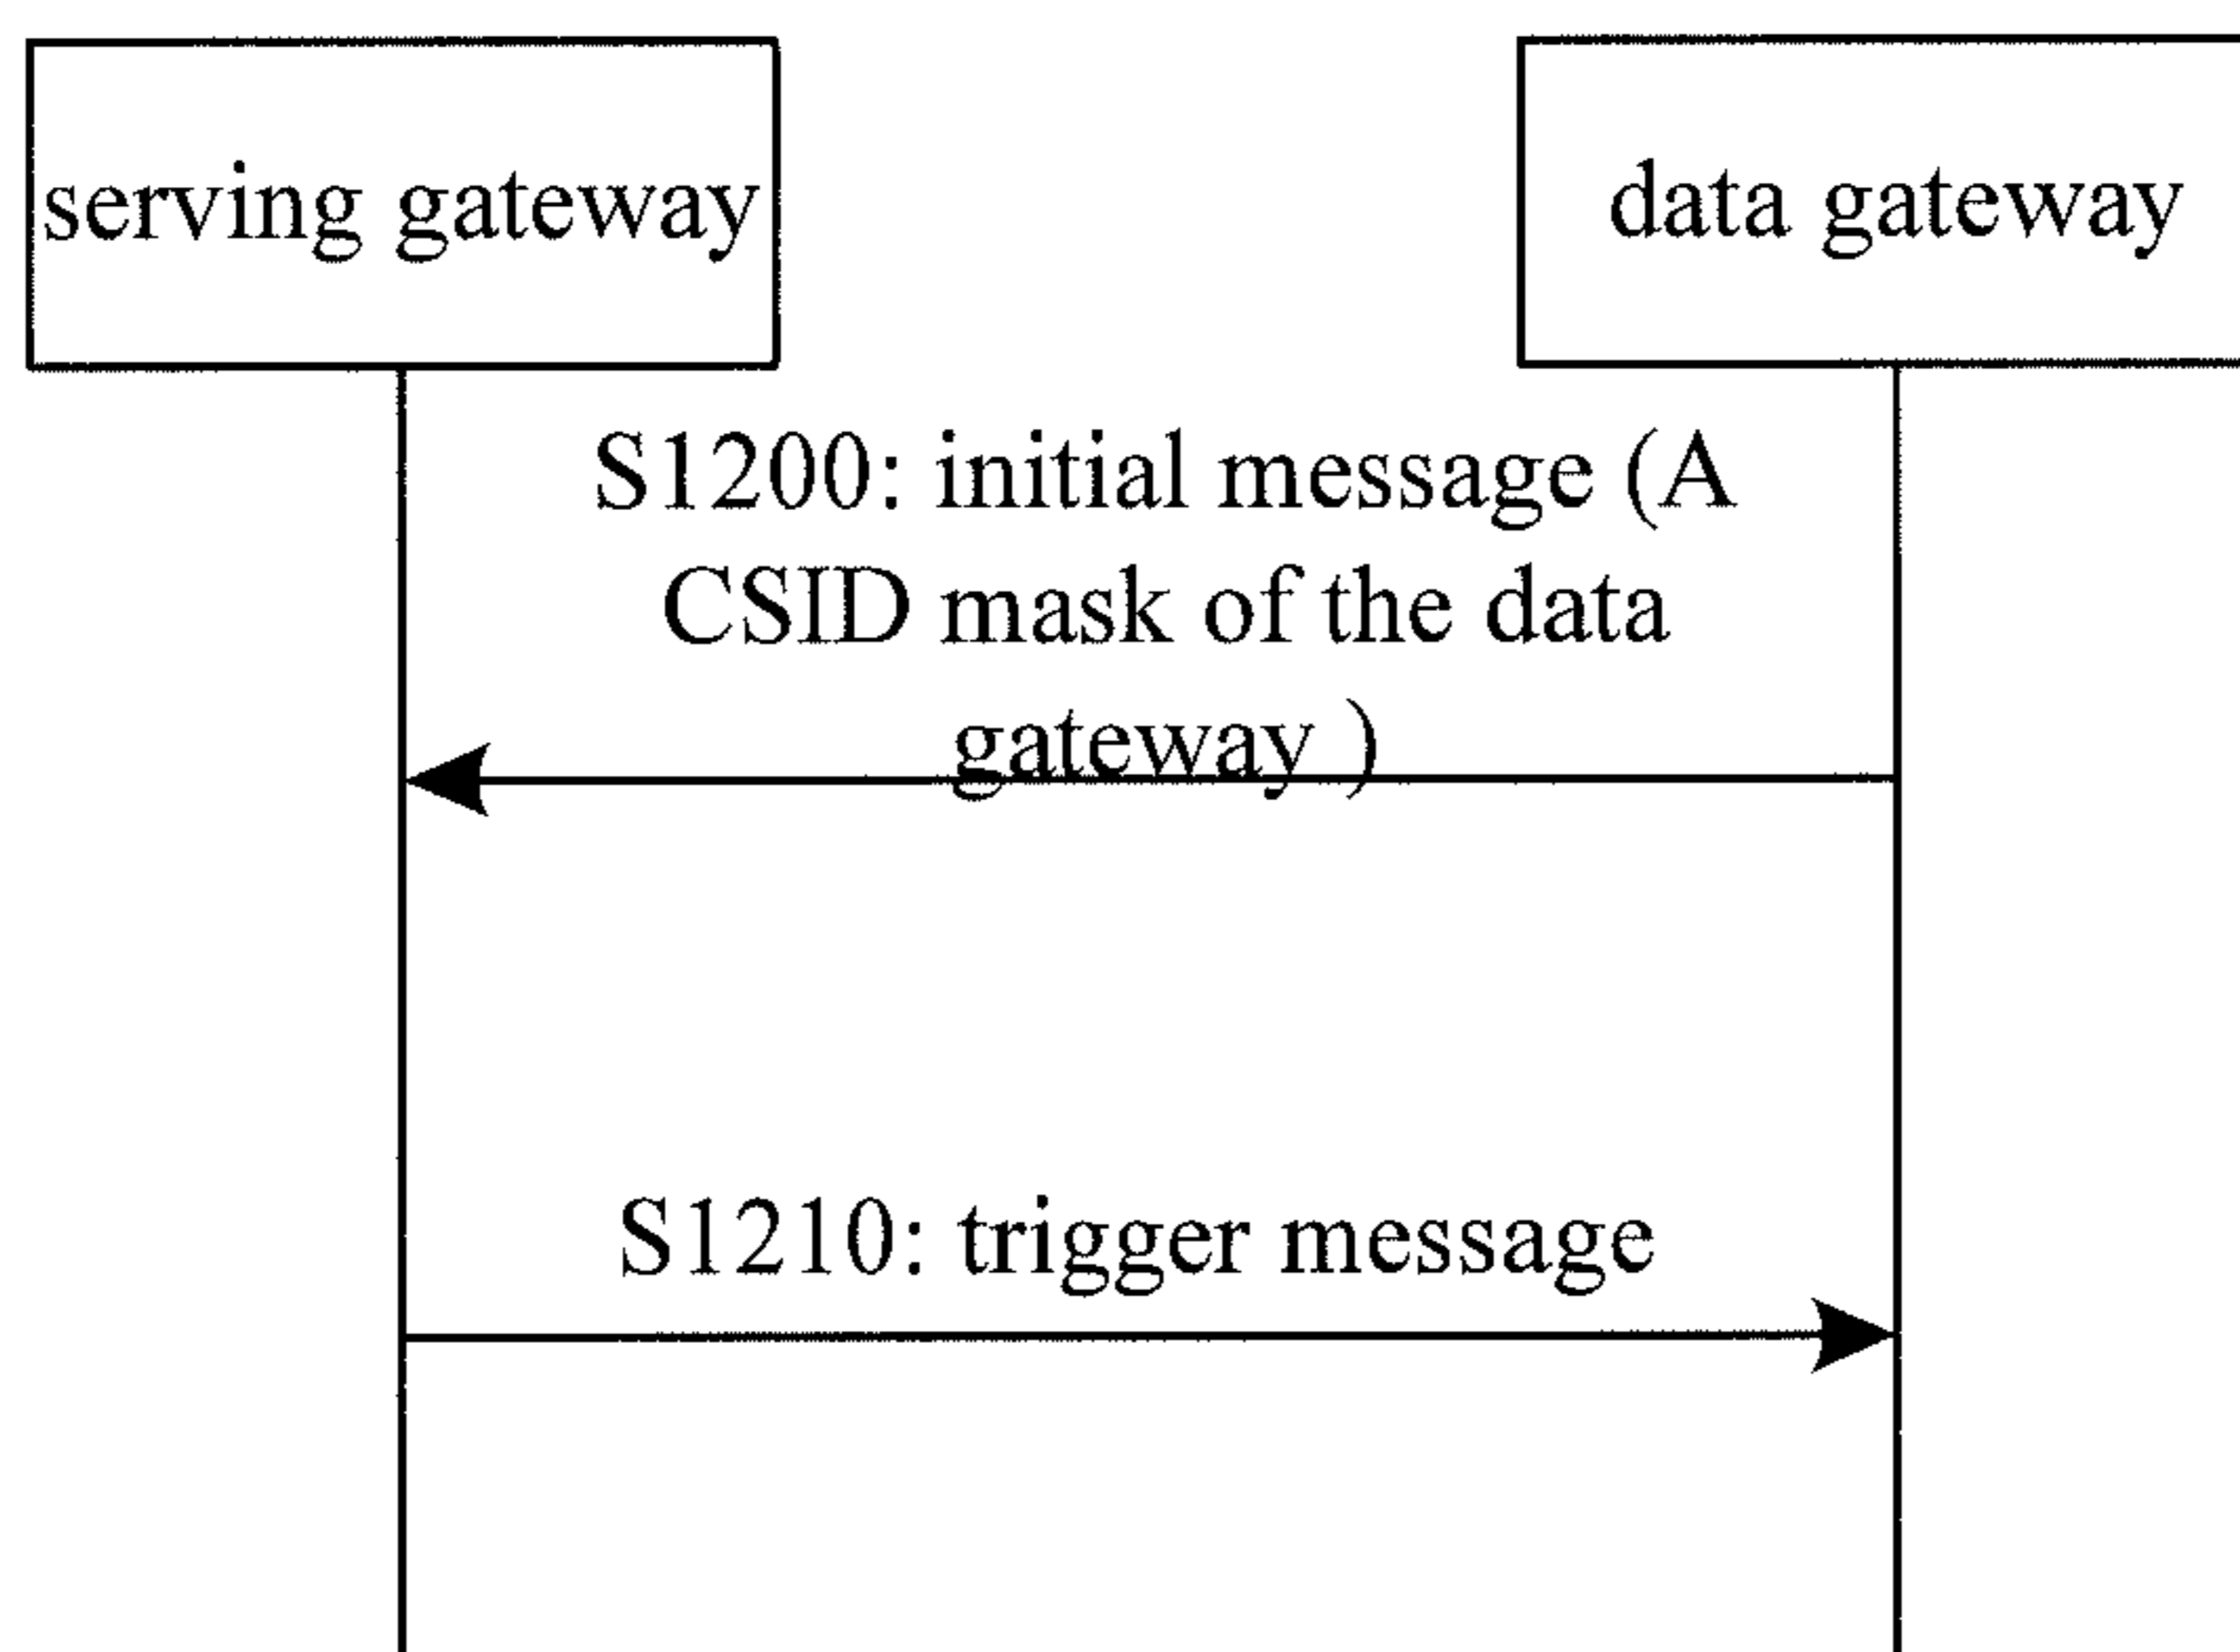 serving gateway
data gateway
S1200: initial message (A
CSID mask of the data
gateway )
S1210: trigger message